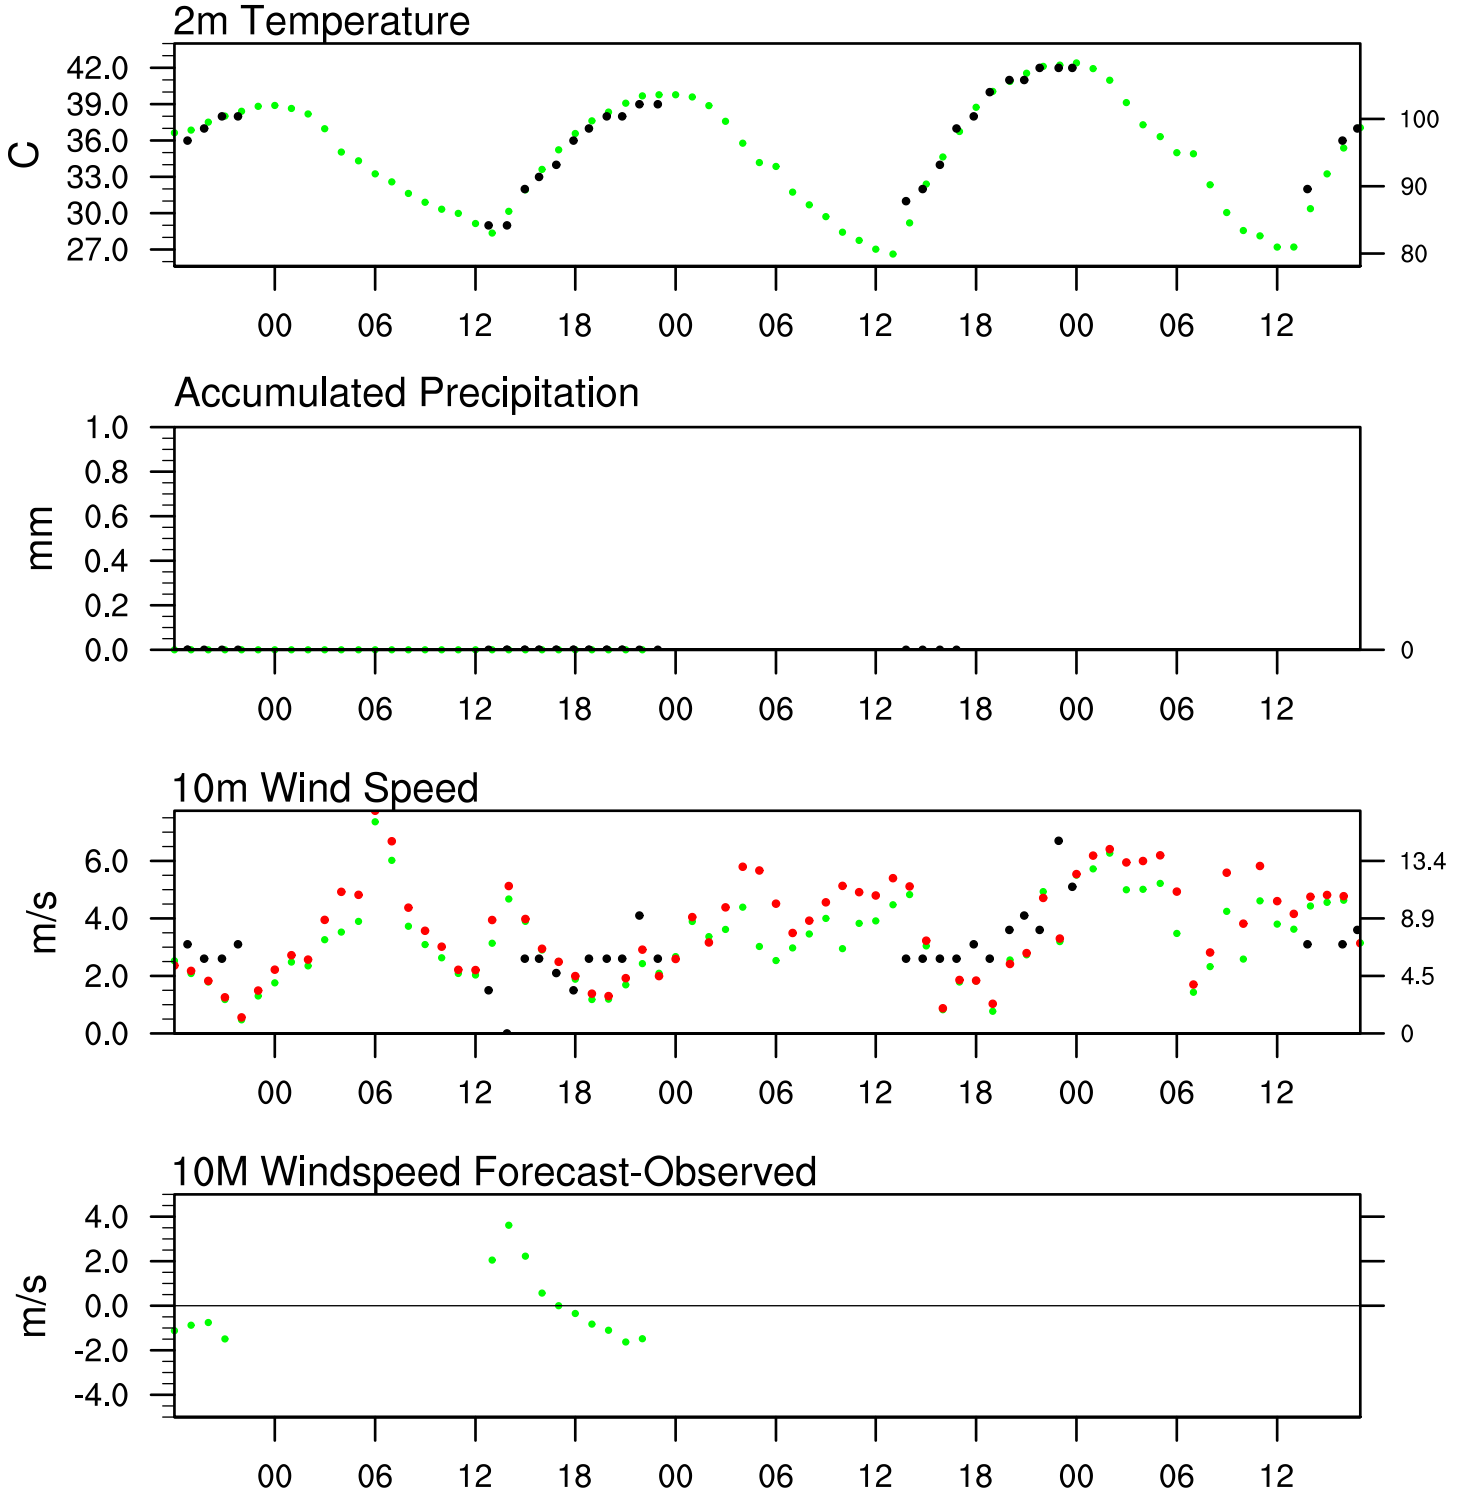 2m Temperature
42.0
39.0
36.0
33.0
30.0
27.0
C
100
90
80
00 06 12 18 00 06 12 18 00 06 12
Accumulated Precipitation
1.0
0.8
0.6
0.4
0.2
0.0
mm
0
00 06 12 18 00 06 12 18 00 06 12
10m Wind Speed
6.0
4.0
2.0
0.0
m/s
13.4
8.9
4.5
0
00 06 12 18 00 06 12 18 00 06 12
10M Windspeed Forecast-Observed
4.0
2.0
0.0
-2.0
-4.0
m/s
00 06 12 18 00 06 12 18 00 06 12